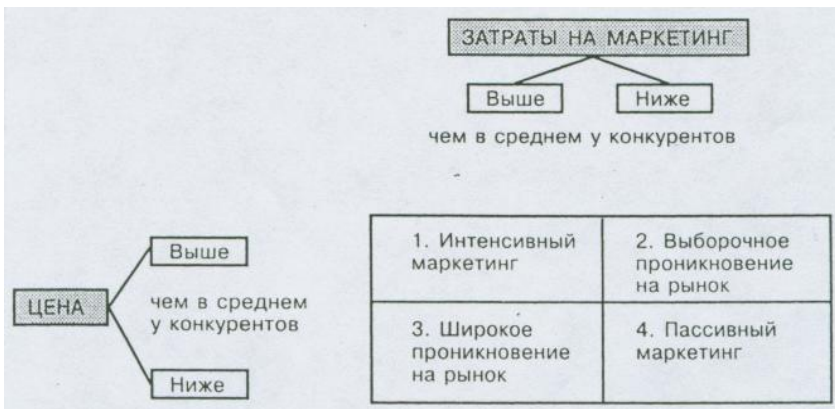 ЗАТРАТЫ НА МАРКЕТИНГ
Выше
Ниже
чем в среднем у конкурентов
ЦЕНА
Выше
чем в среднем
у конкурентов
Ниже
1. Интенсивный
маркетинг
2. Выборочное
проникновение
на рынок
3. Широкое
проникновение
на рынок
4. Пассивный
маркетинг